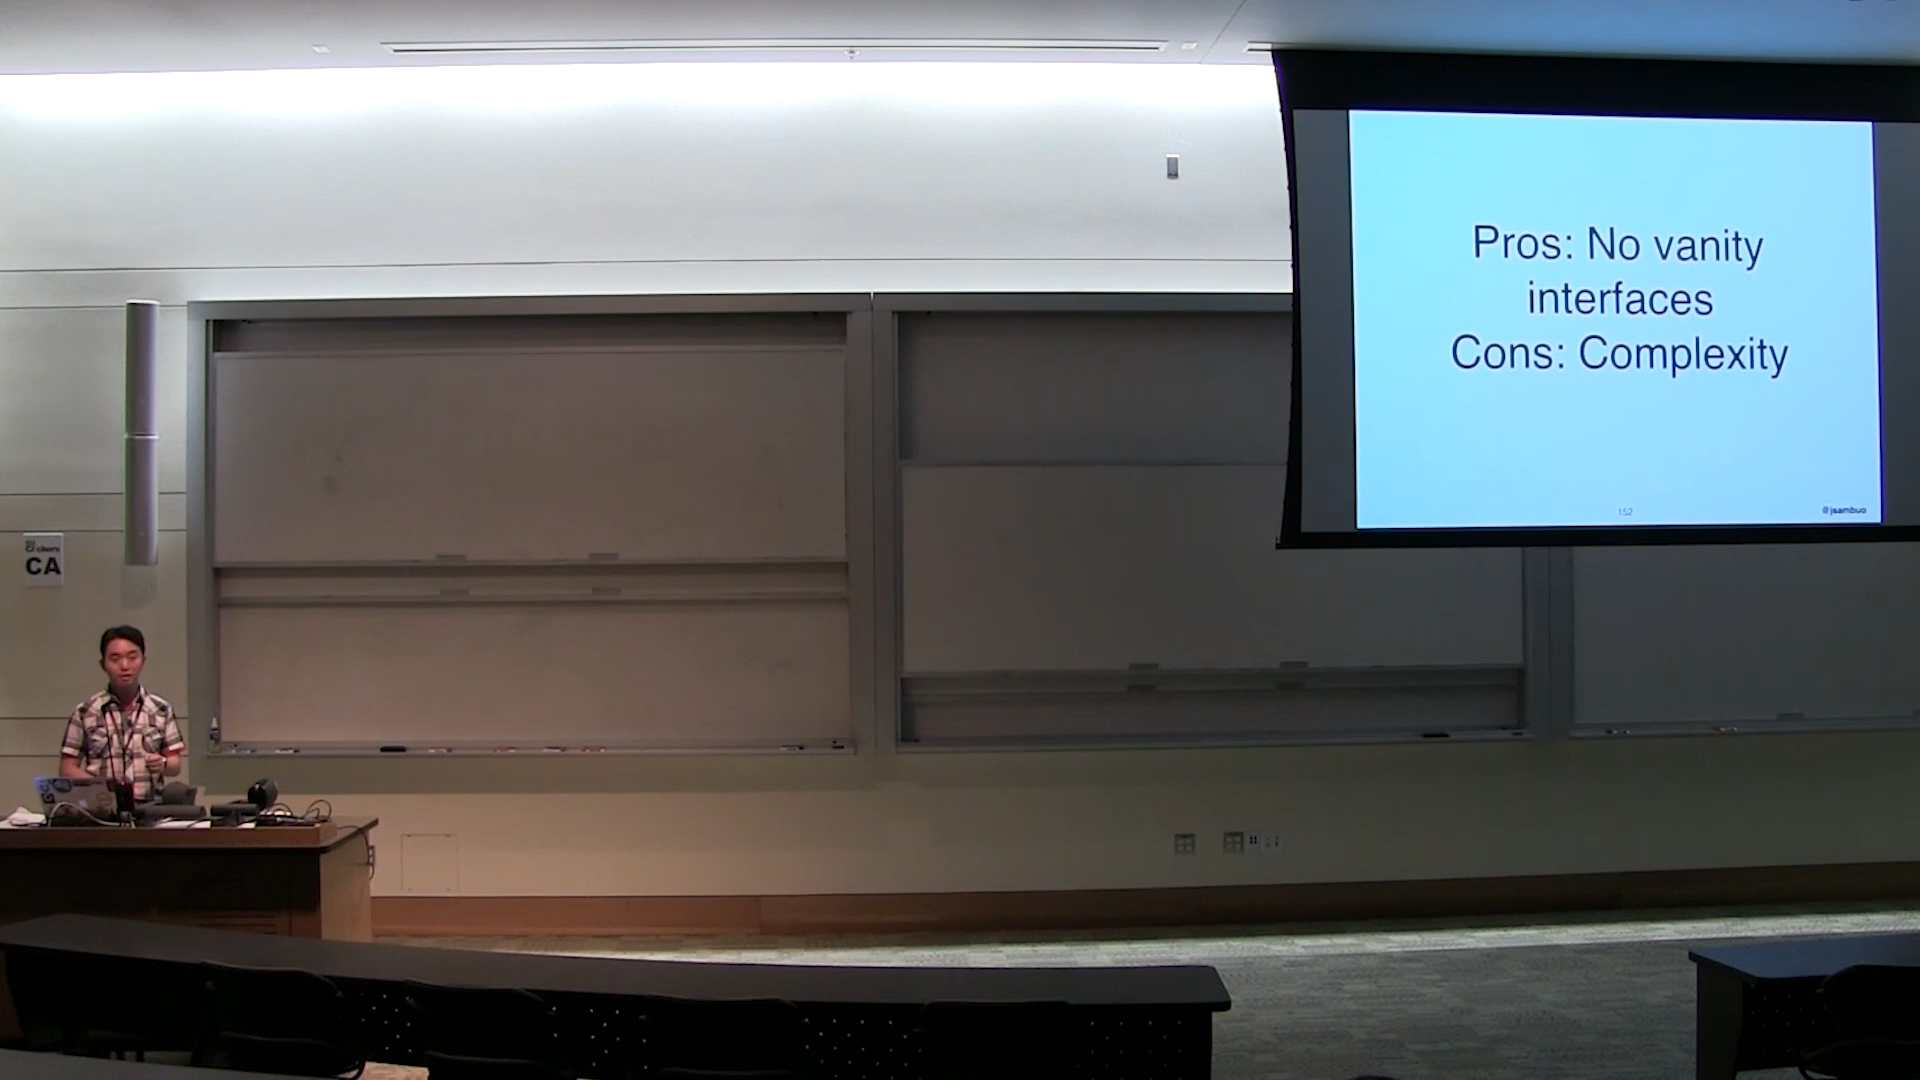 Pros: No vanity
interfaces
Cons: Complexity
152
@jsambuo
CA